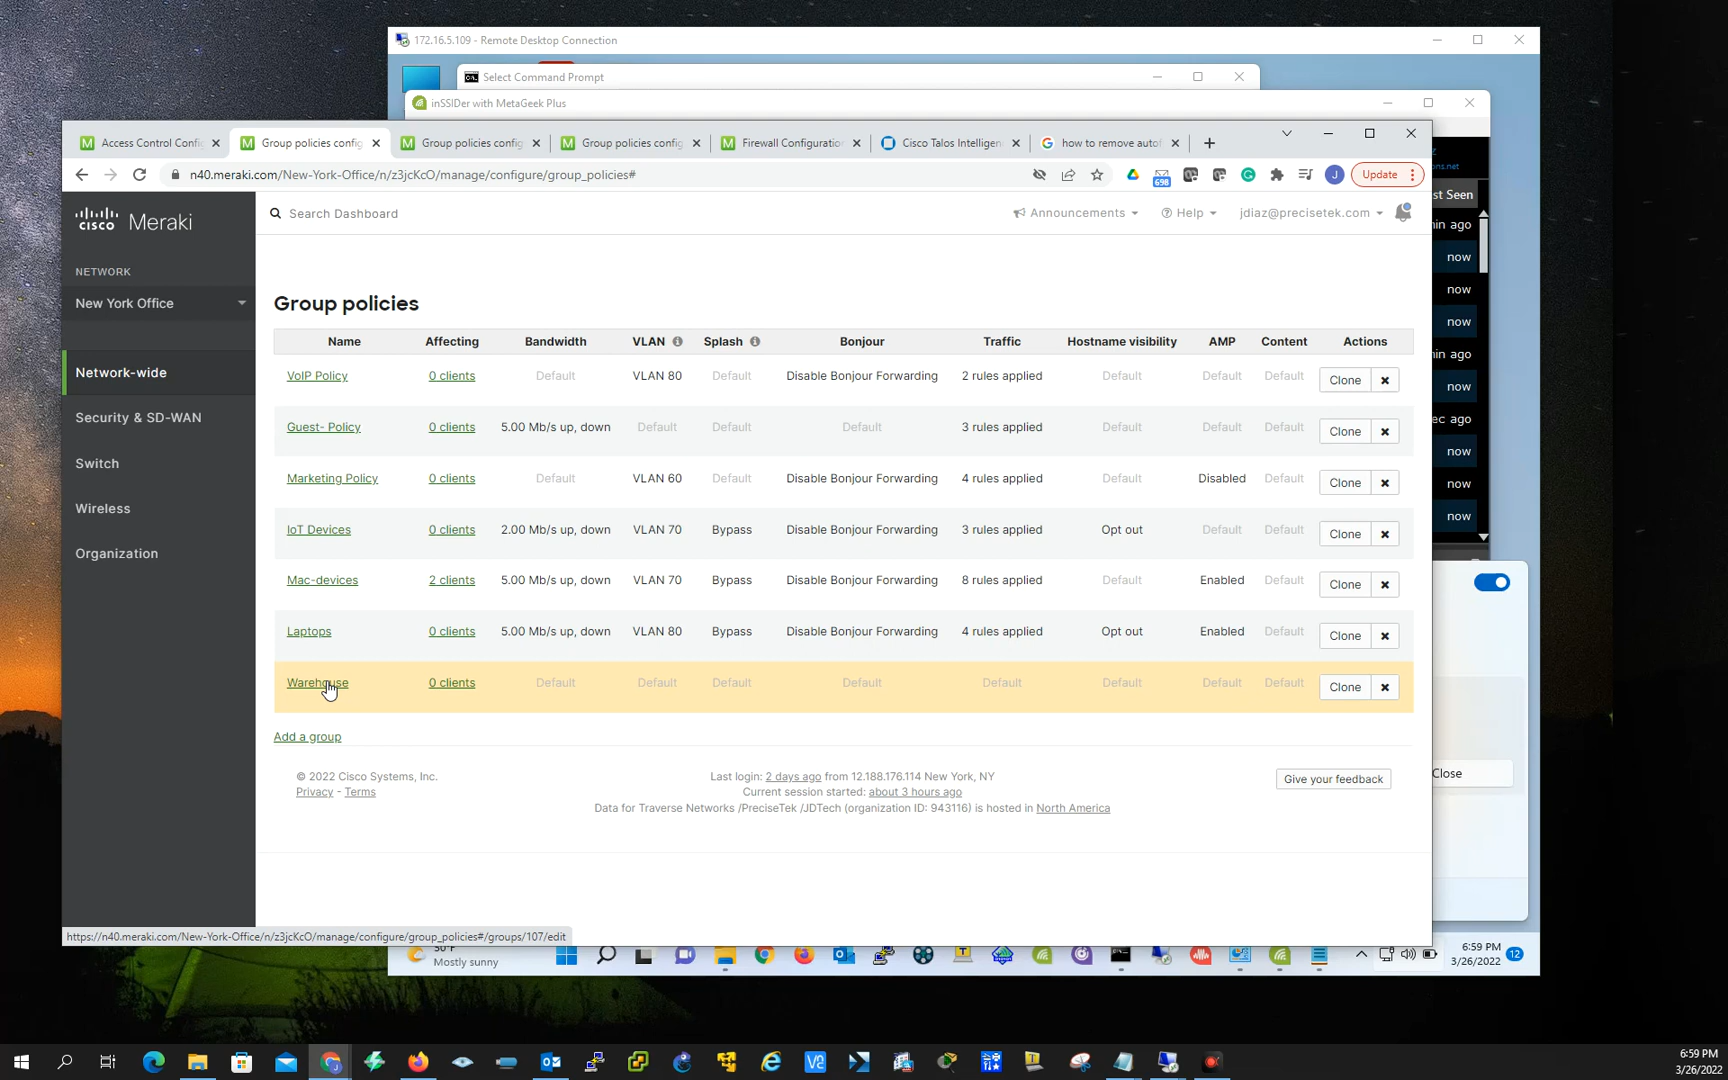 172.16.5.109 - Remote Desktop Connection
Select Command Prompt
inSSIDer with MetaGeek Plus
Access Control Confi
Group policies config
Group policies config
Group policies config
Firewall Configuration
Cisco Talos Intelligen
how to remove autof
n40.meraki.com/New-York-Office/n/z3jcKcO/manage/configure/group_policies#
698
J
Update
cisco Meraki
Search Dashboard
Announcements
Help
jdiaz@precisetek.com
ons.net
st Seen
in ago
now
now
now
in ago
now
ec ago
now
now
now
NETWORK
New York Office
Network-wide
Security & SD-WAN
Switch
Wireless
Organization
Group policies
Name Affecting Bandwidth VLAN Splash Bonjour Traffic Hostname visibility AMP Content Actions
VoIP Policy 0 clients Default VLAN 80 Default Disable Bonjour Forwarding 2 rules applied Default Default Default Clone
Guest- Policy 0 clients 5.00 Mb/s up, down Default Default Default 3 rules applied Default Default Default Clone
Marketing Policy 0 clients Default VLAN 60 Default Disable Bonjour Forwarding 4 rules applied Default Disabled Default Clone
IoT Devices 0 clients 2.00 Mb/s up, down VLAN 70 Bypass Disable Bonjour Forwarding 3 rules applied Opt out Default Default Clone
Mac-devices 2 clients 5.00 Mb/s up, down VLAN 70 Bypass Disable Bonjour Forwarding 8 rules applied Default Enabled Default Clone
Laptops 0 clients 5.00 Mb/s up, down VLAN 80 Bypass Disable Bonjour Forwarding 4 rules applied Opt out Enabled Default Clone
Warehouse 0 clients Default Default Default Default Default Default Default Default Clone
Add a group
© 2022 Cisco Systems, Inc.
Privacy - Terms
Last login: 2 days ago from 12.188.176.114 New York, NY
Current session started: about 3 hours ago
Data for Traverse Networks /PreciseTek /JDTech (organization ID: 943116) is hosted in North America
Give your feedback
Close
https://n40.meraki.com/New-York-Office/n/z3jcKcO/manage/configure/group_policies#/groups/107/edit
Mostly sunny
6:59 PM
3/26/2022
12
6:59 PM
3/26/2022